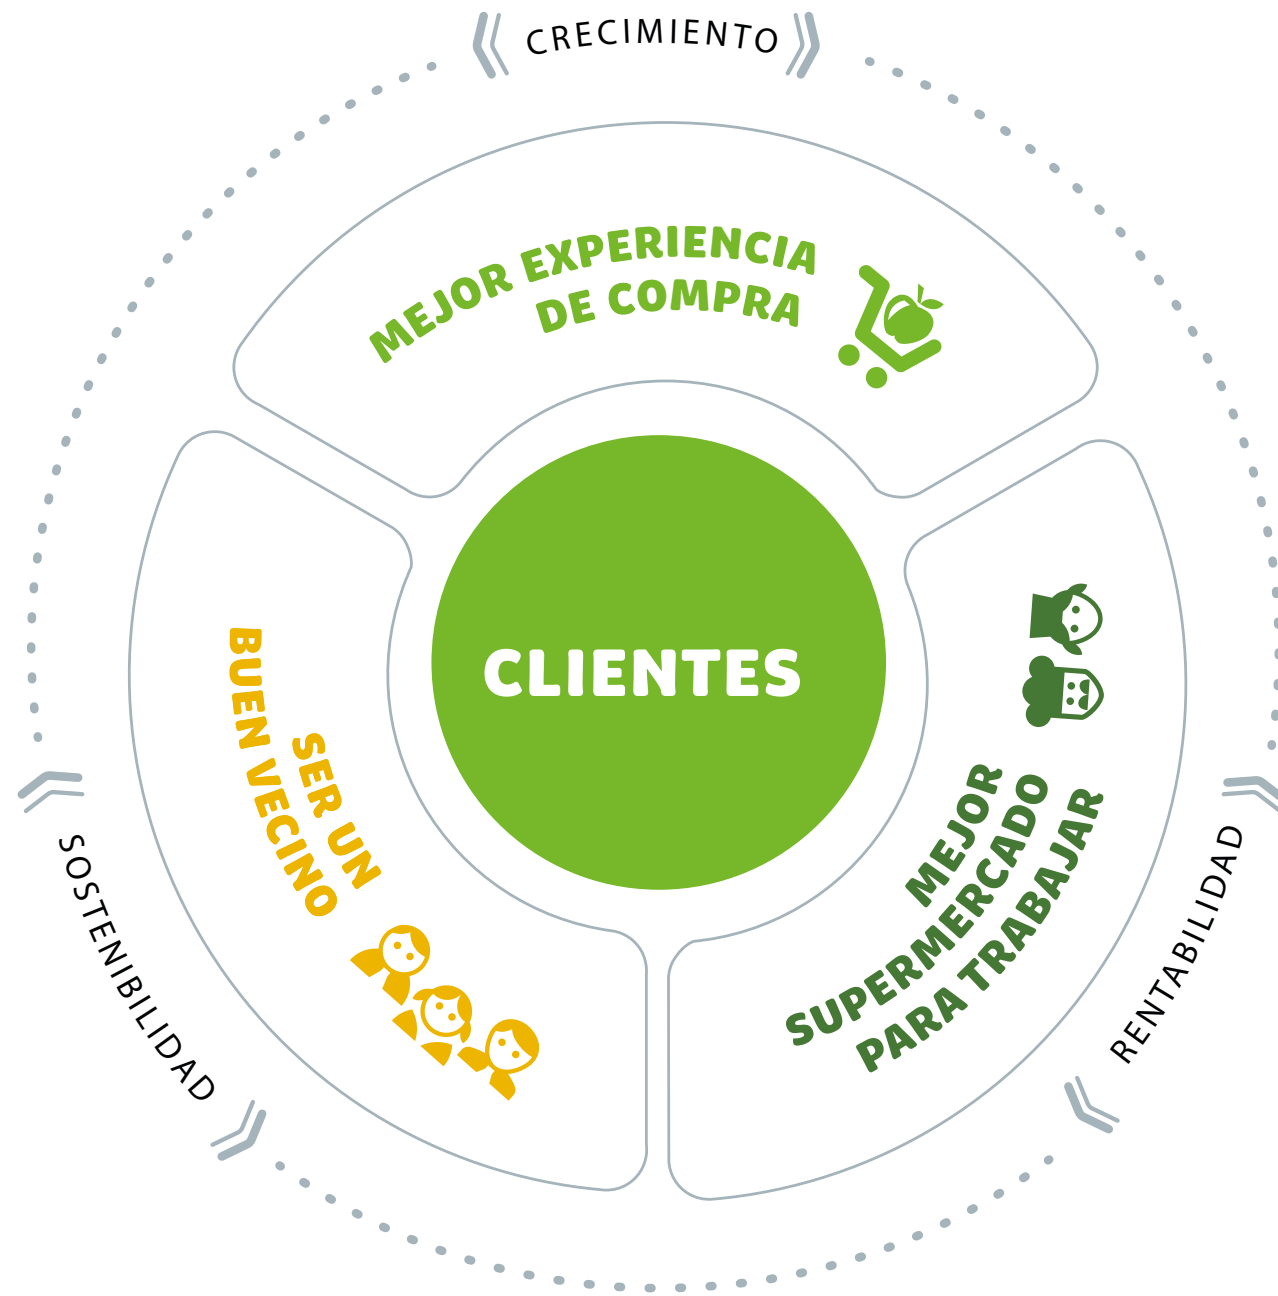 CRECIMIENTO
MEJOR EXPERIENCIA
DE COMPRA
CLIENTES
SER UN
BUEN VECINO
MEJOR
SUPERMERCADO
PARA TRABAJAR
SOSTENIBILIDAD
RENTABILIDAD